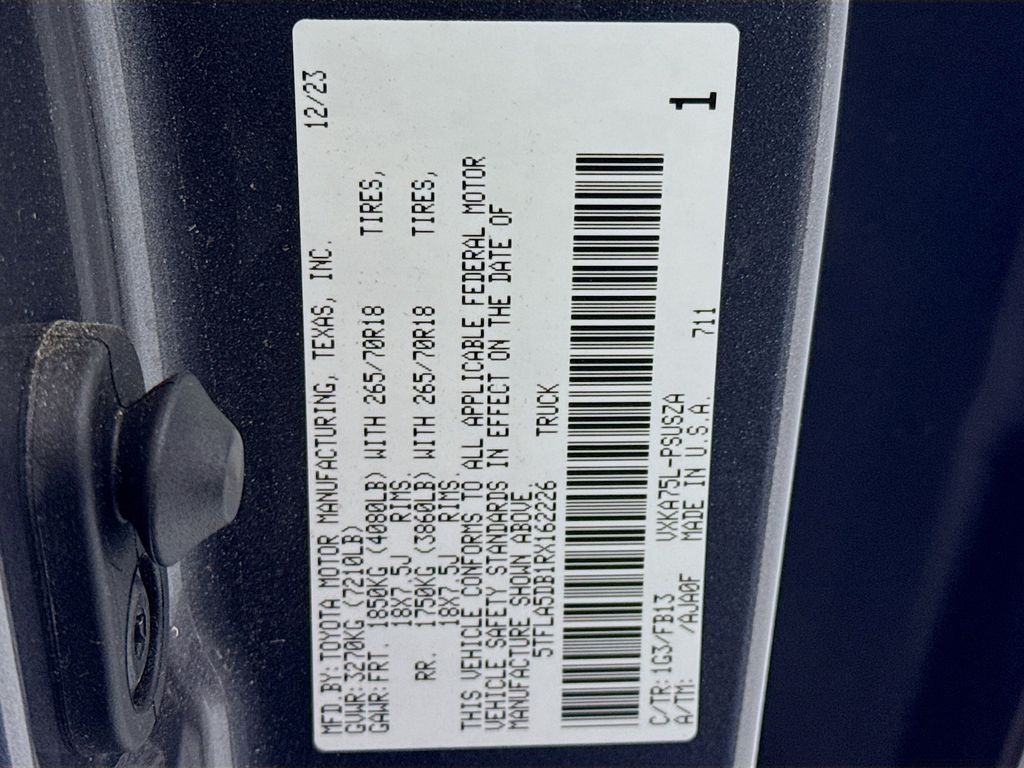 MFD.BY:TOYOTA MOTOR MANUFACTURING, TEXAS, INC. 12/23
GVWR:3270KG (7210LB)
GAWR:FRT. 1850KG (4080LB) WITH 265/70R18 TIRES,
18X7.5J RIMS.
RR. 1750KG (3860LB) WITH 265/70R18 TIRES,
18X7.5J RIMS.
THIS VEHICLE CONFORMS TO ALL APPLICABLE FEDERAL MOTOR
VEHICLE SAFETY STANDARDS IN EFFECT ON THE DATE OF
MANUFACTURE SHOWN ABOVE.
5TFLA5DB1RX162226 TRUCK
C/TR:1G3/FB13 VXKA75L-PSUSZA
A/TM: /AJA0F MADE IN U.S.A. 711
1